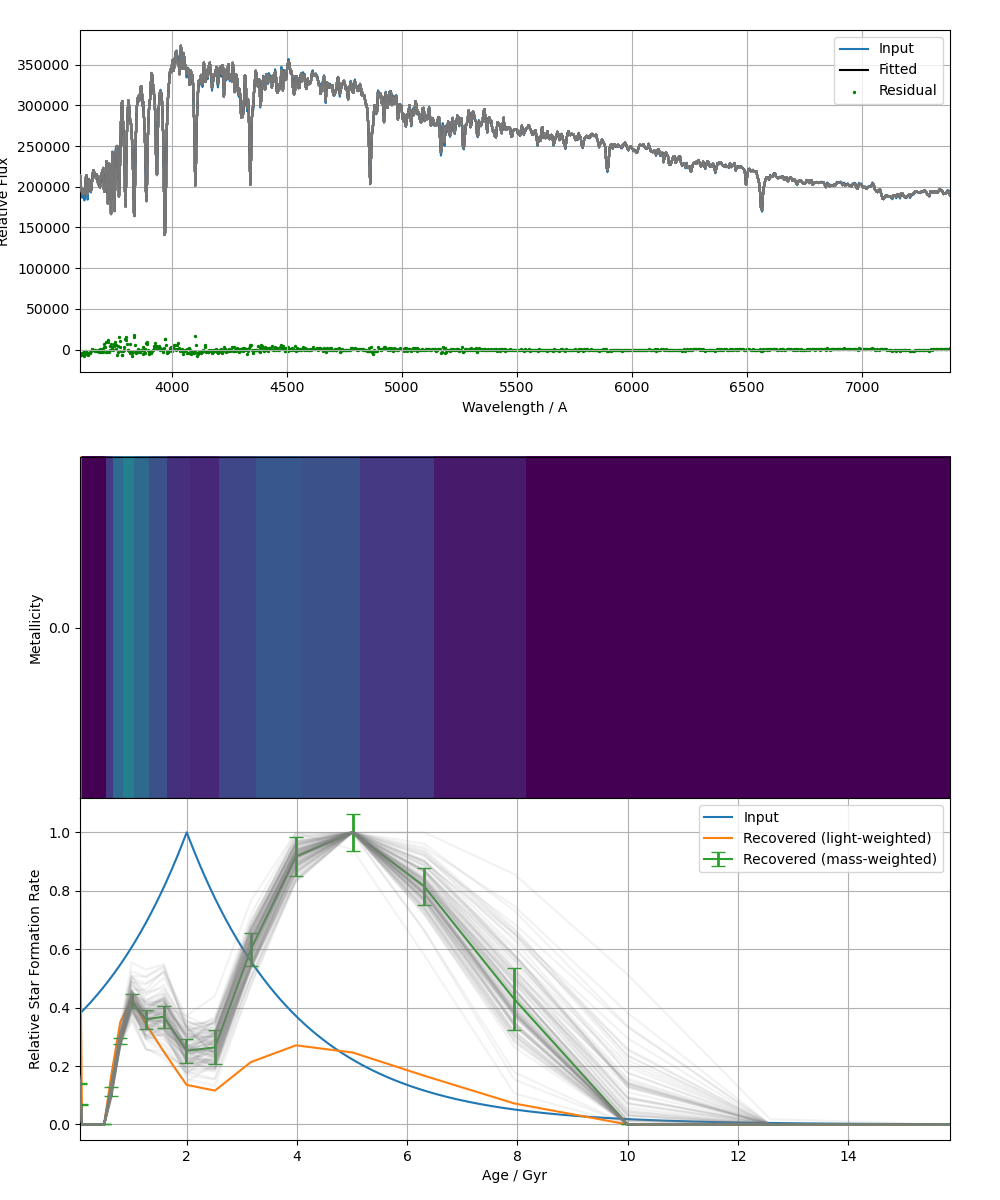 350000
300000
250000
200000
150000
100000
50000
0
Relative Flux
Input
Fitted
Residual
4000 4500 5000 5500 6000 6500 7000
Wavelength / A
Metallicity
0.0
1.0
0.8
0.6
0.4
0.2
0.0
Relative Star Formation Rate
Input
Recovered (light-weighted)
Recovered (mass-weighted)
2 4 6 8 10 12 14
Age / Gyr